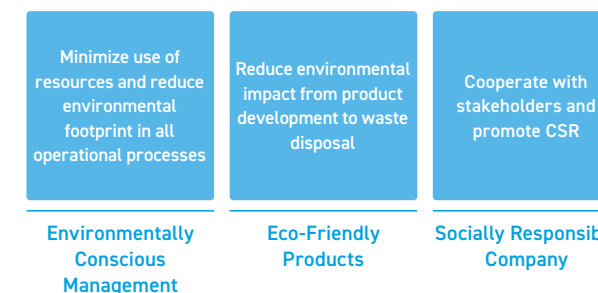 Minimize use of
resources and reduce
environmental
footprint in all
operational processes
Reduce environmental
impact from product
development to waste
disposal
Cooperate with
stakeholders and
promote CSR
Environmentally
Conscious
Management
Eco-Friendly
Products
Socially
Company